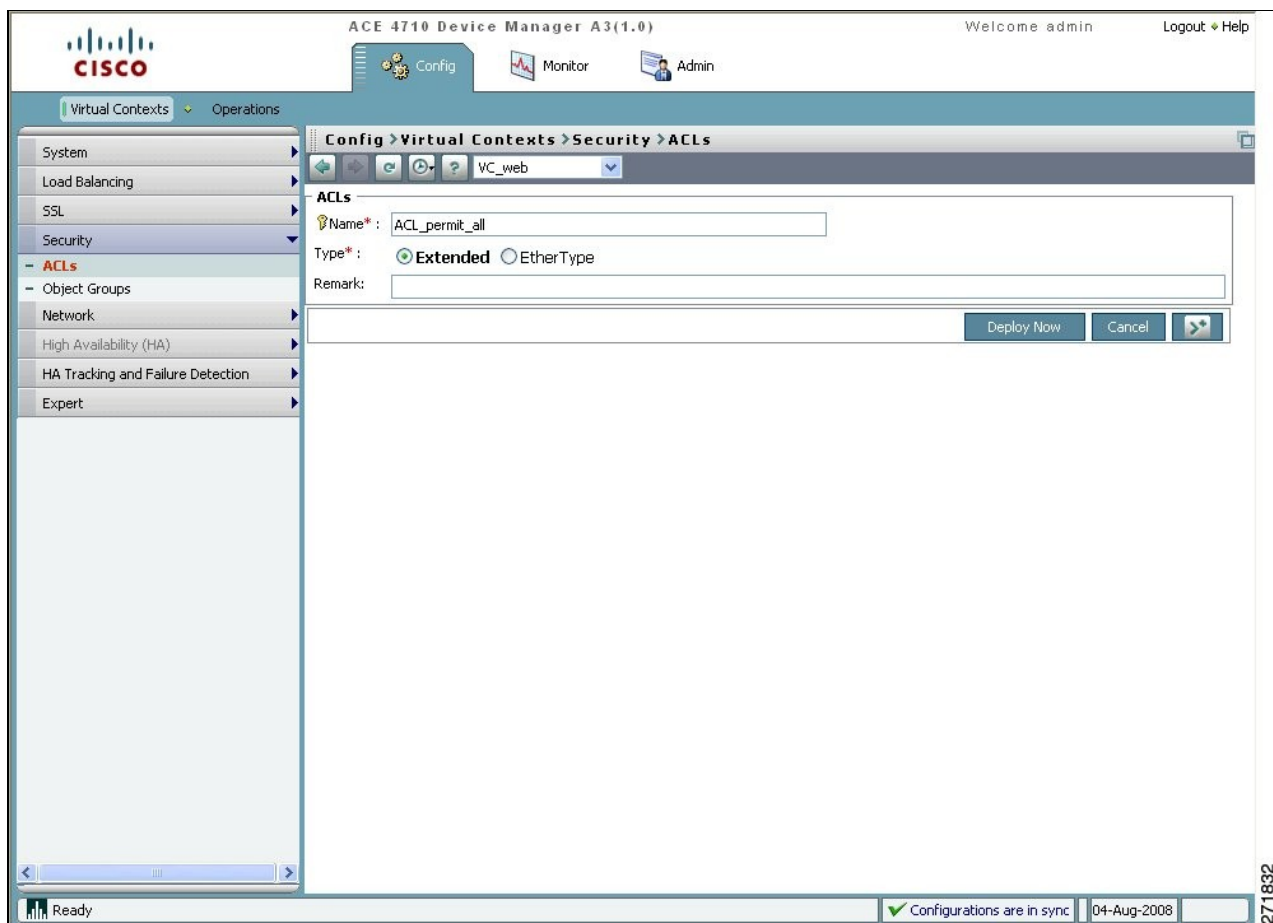 ACE 4710 Device Manager A3(1.0)
Welcome admin
Logout Help
CISCO
Config
Monitor
Admin
Virtual Contexts
Operations
System
Load Balancing
SSL
Security
ACLs
Object Groups
Network
High Availability (HA)
HA Tracking and Failure Detection
Expert
Config > Virtual Contexts > Security > ACLs
? VC_web
ACLs
Name* : ACL_permit_all
Type* : Extended EtherType
Remark:
Deploy Now Cancel
Ready
Configurations are in sync
04-Aug-2008
271832